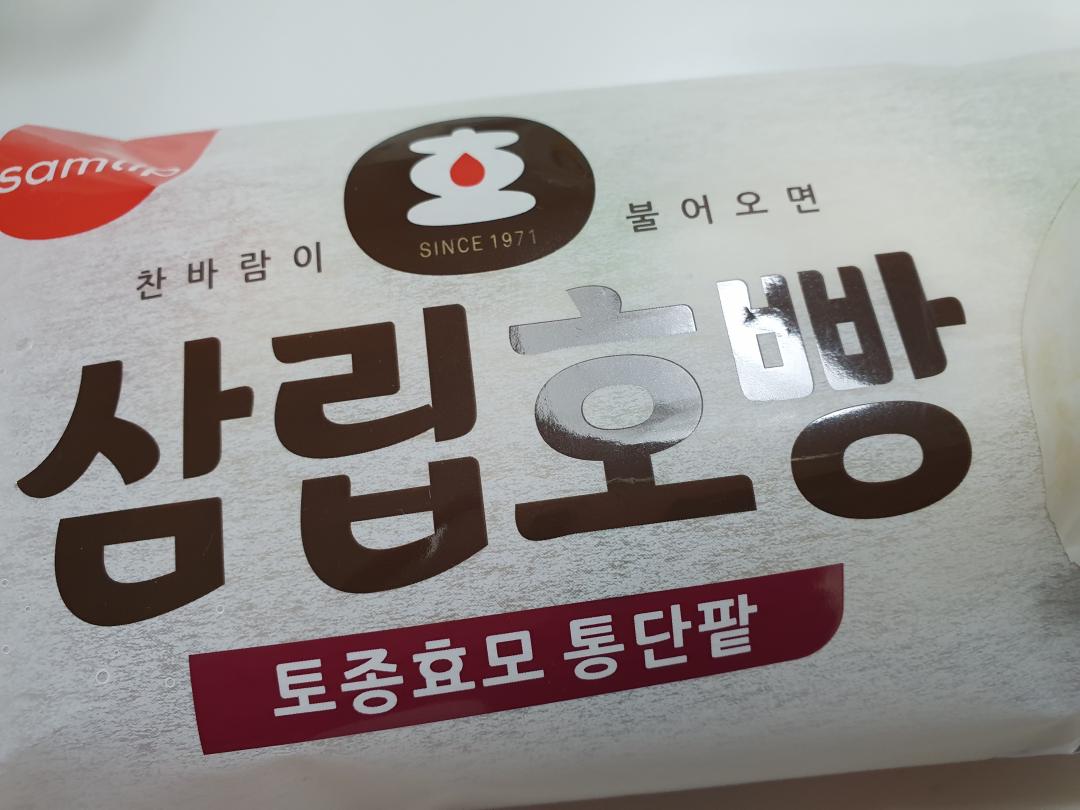 samlip
호
SINCE 1971
찬바람이 불어오면
삼립호빵
토종효모 통단팥